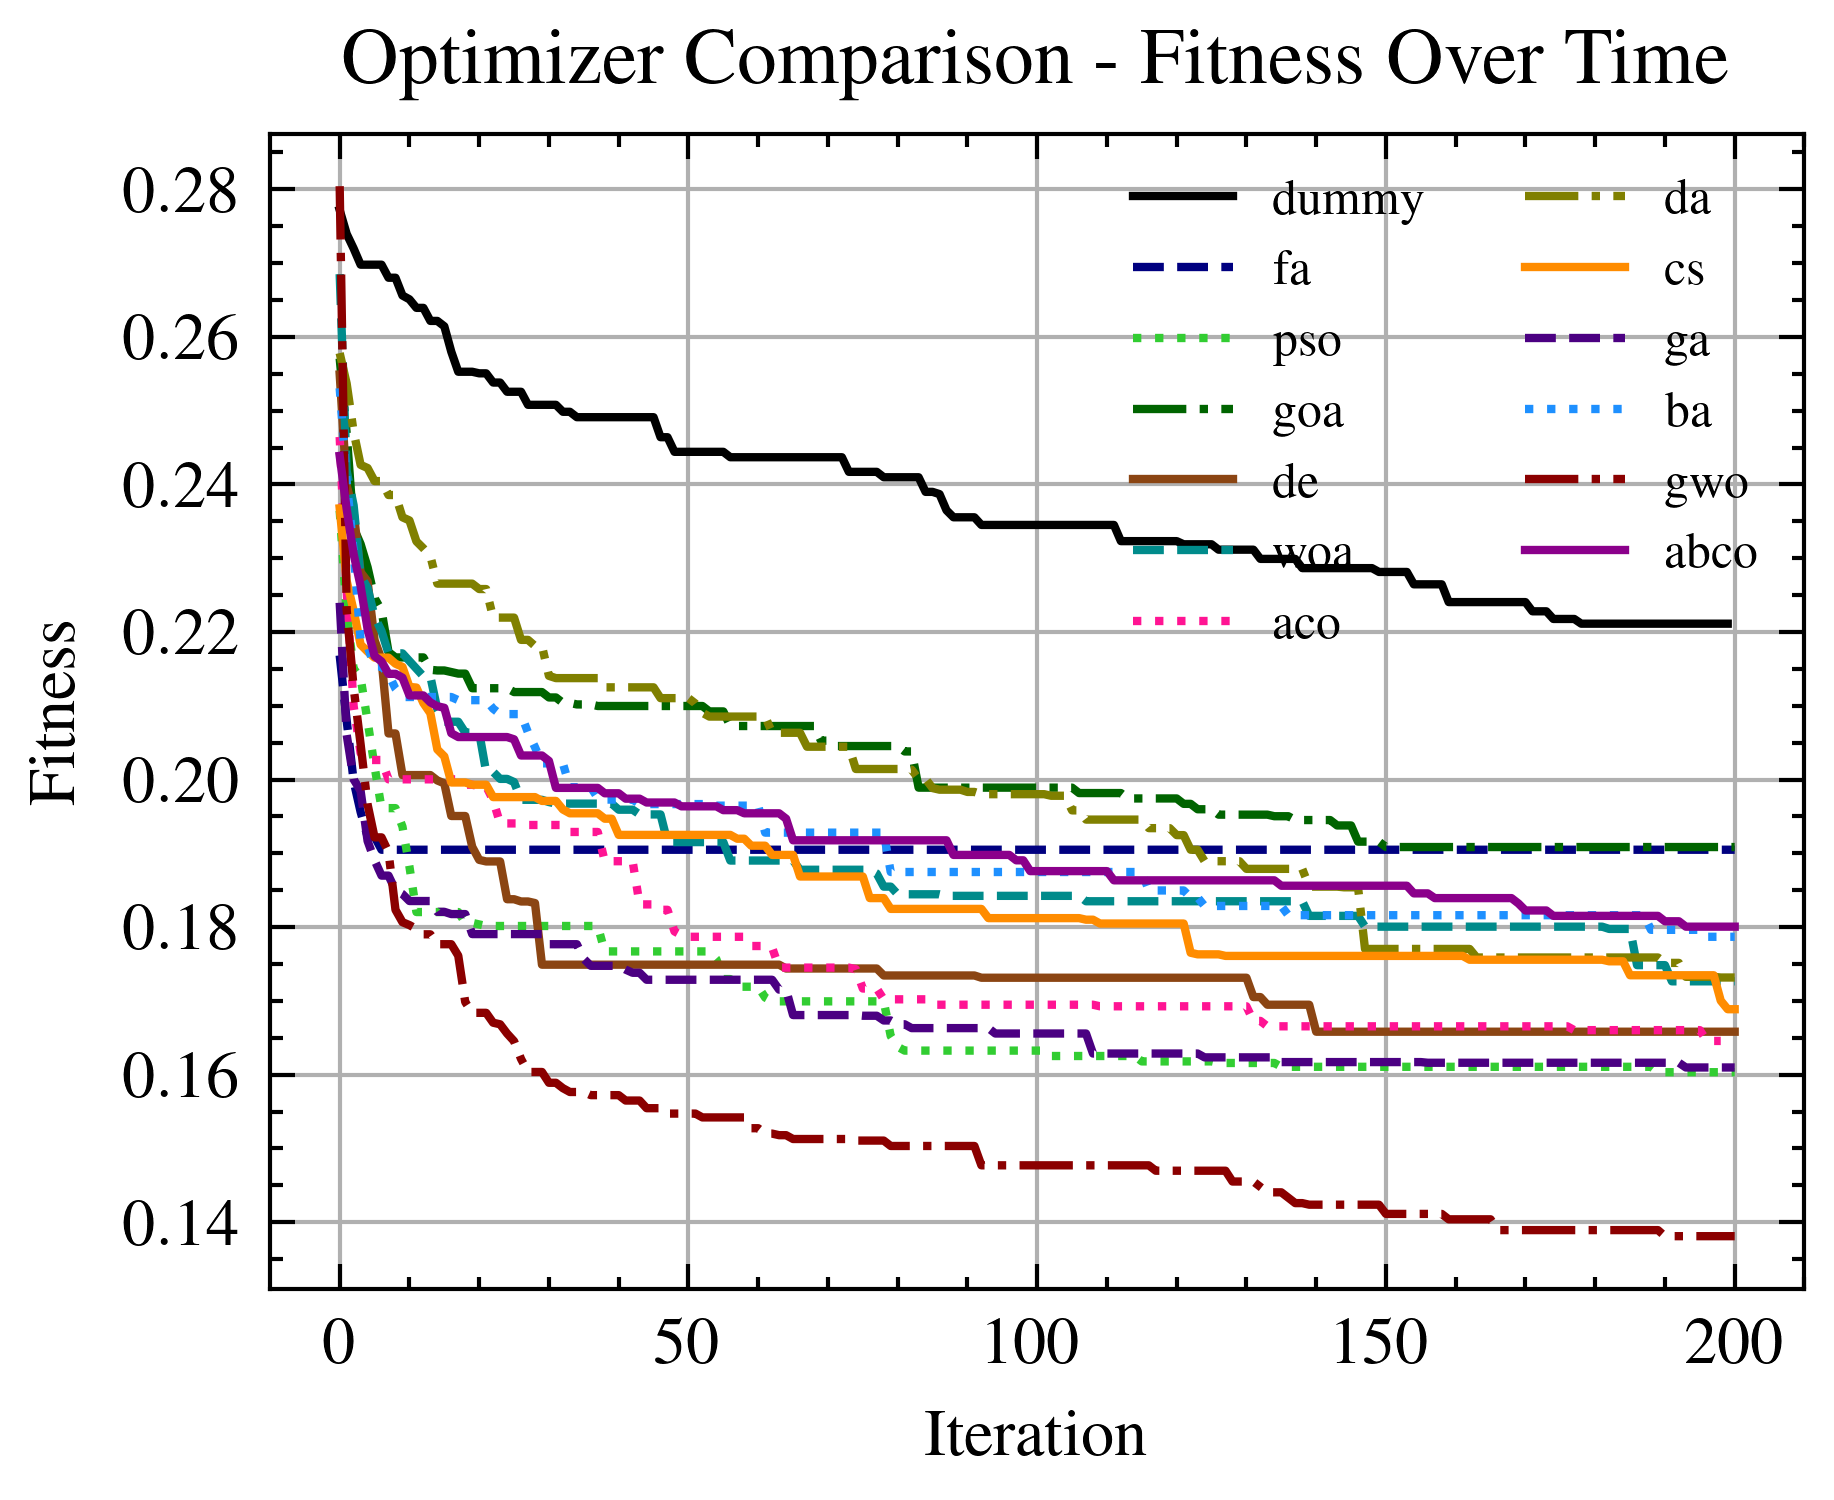 Optimizer Comparison - Fitness Over Time
Fitness
0.28
0.26
0.24
0.22
0.20
0.18
0.16
0.14
dummy
fa
pso
goa
de
woa
aco
da
cs
ga
ba
gwo
abco
0 50 100 150 200
Iteration